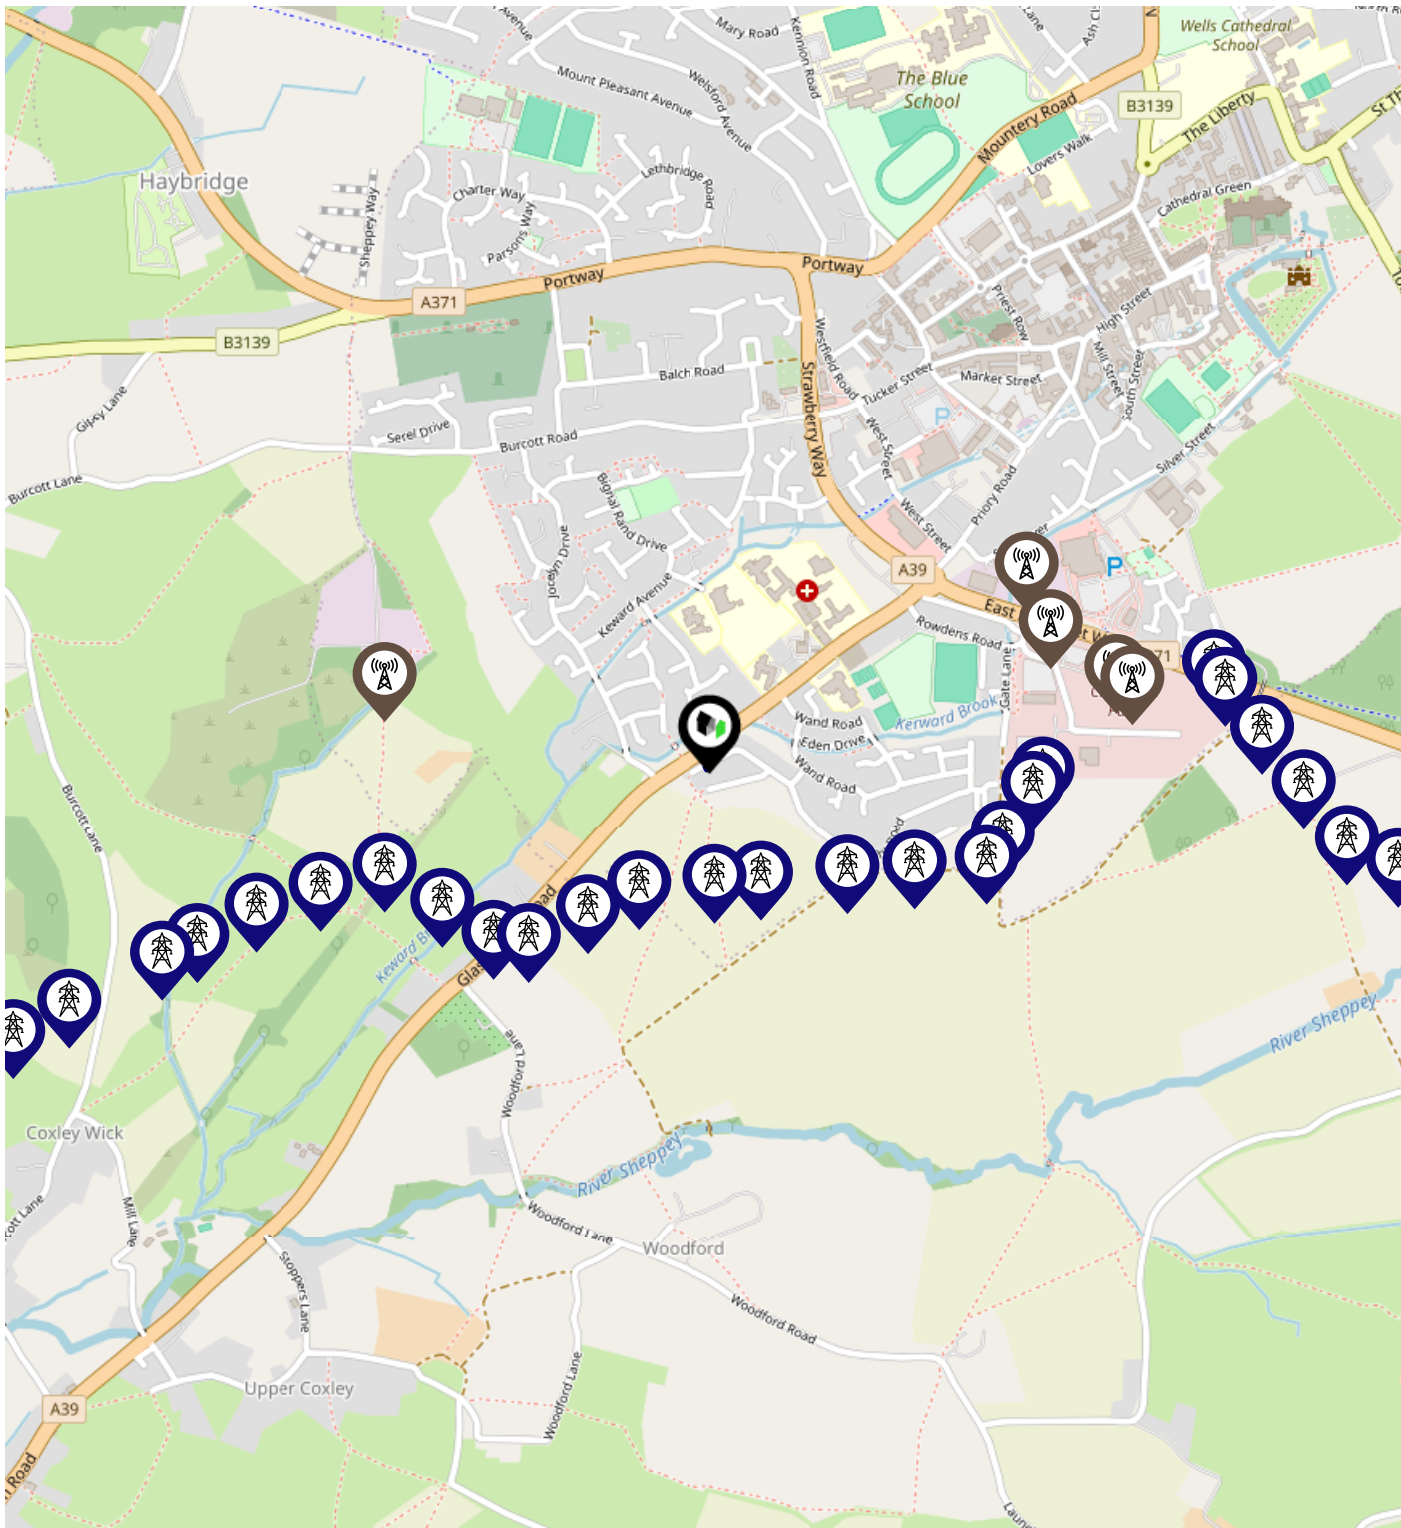 Mary Road
Kennion Road
Lane
Wells Cathedral
School
Mount Pleasant Avenue
Welsford Avenue
The Blue
School
Mountery Road
B3139
The Liberty
Lovers Walk
Haybridge
Sheppey Way
Charter Way
Parsons Way
Lethbridge
Road
Cathedral Green
A371
Portway
Portway
B3139
Priest Row
High Street
Mill Street
South Street
Westfield Road
Strawberry Way
Balch Road
Tucker Street
Market Street
Gipsy Lane
Serel Drive
Burcott Road
P
West Street
Silver Street
Burcott Lane
Bignal Rand Drive
Priory Road
West Street
Jocelyn Drive
Keward Avenue
A39
P
East
Rowdens Road
Gate Lane
71
Kerward Brook
Wand Road
Eden Drive
Wand Road
Burcott Lane
Keward
Woodford Lane
River Sheppey
Coxley Wick
River Sheppey
Mill Lane
Woodford Lane
Woodford
Stoppers Lane
Woodford Road
Upper Coxley
Woodford Lane
A39
Road